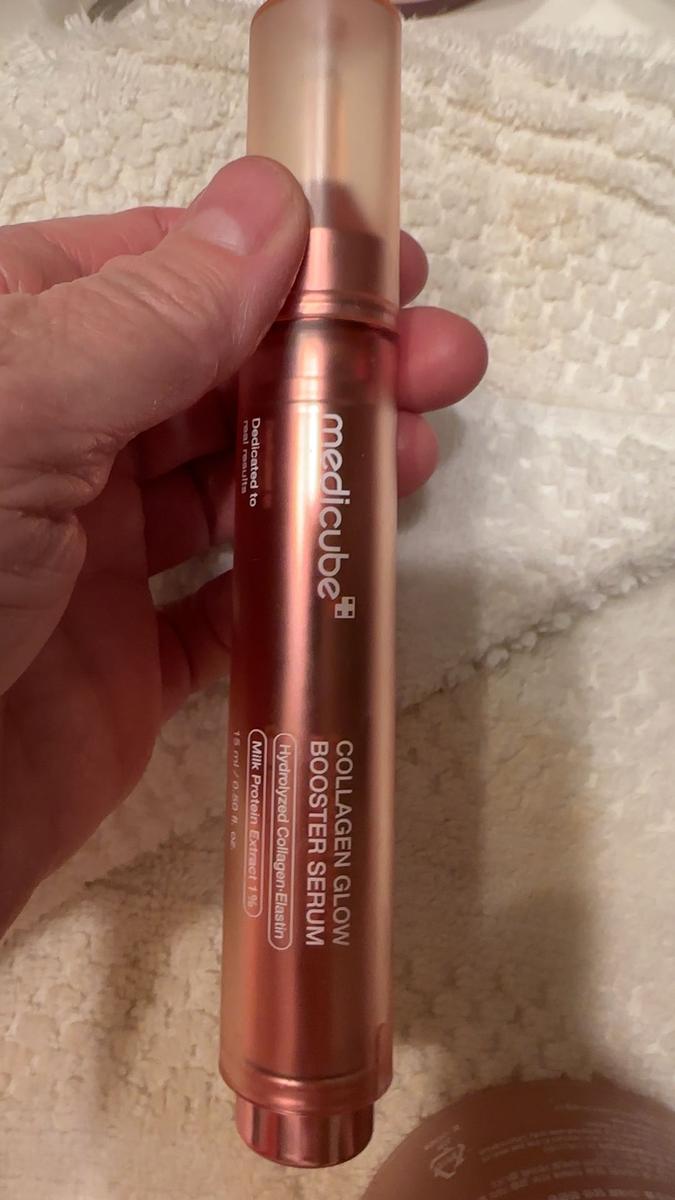 medicube
Dedicated to
real results
COLLAGEN GLOW
BOOSTER SERUM
Hydrolyzed Collagen·Elastin
Milk Protein Extract 1%
15 ml / 0.50 fl. oz.